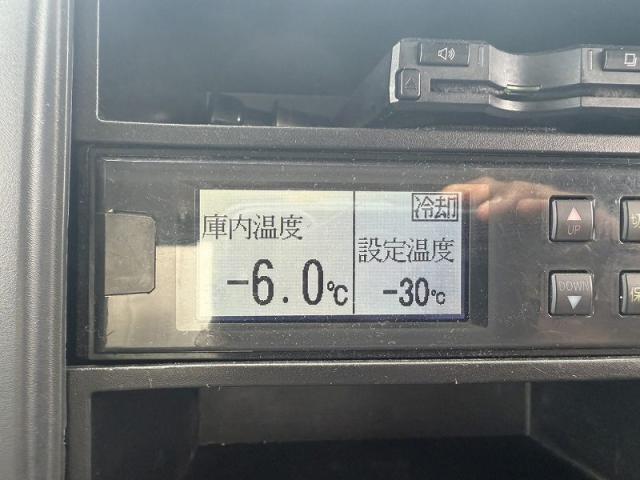 冷却
庫内温度
設定温度
-6.0℃
-30℃
UP
DOWN